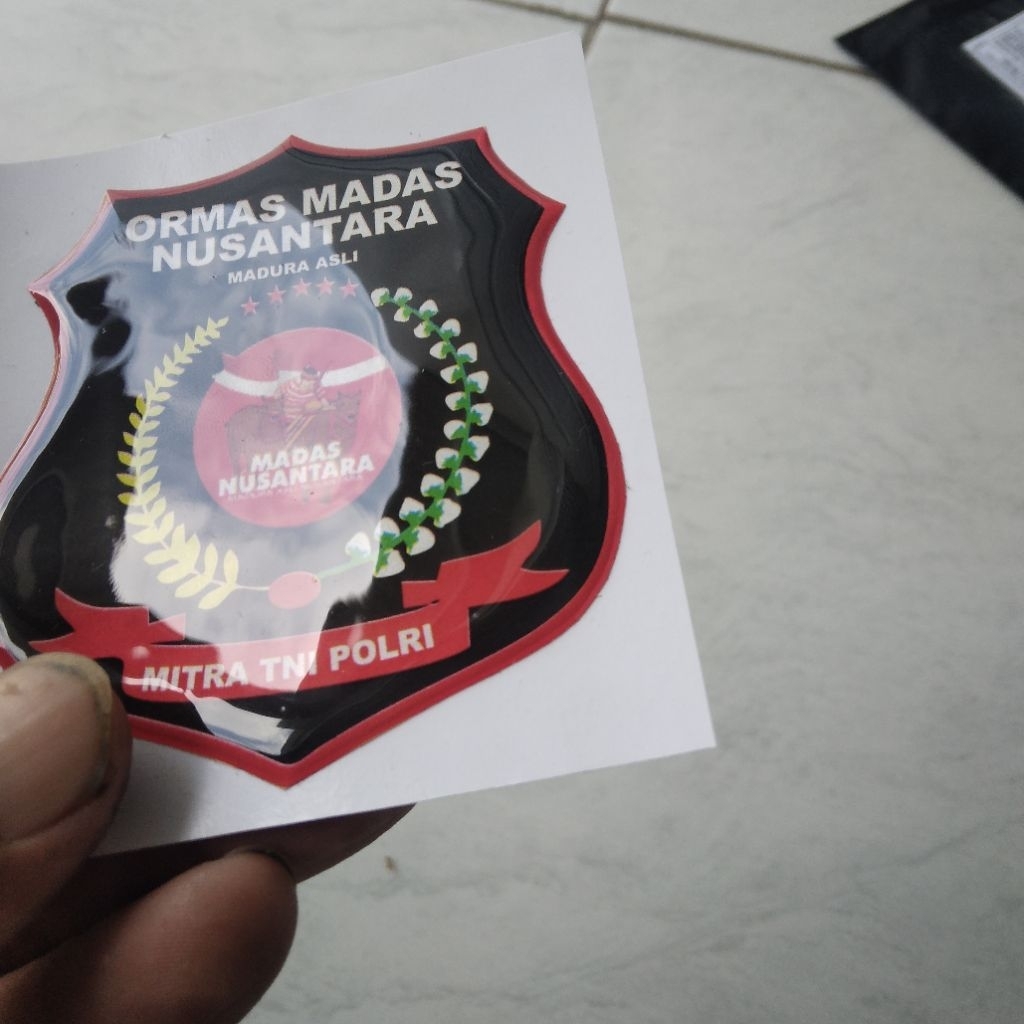 ORMAS MADAS
NUSANTARA
MADURA ASLI
MADAS
NUSANTARA
MITRA TNI POLRI